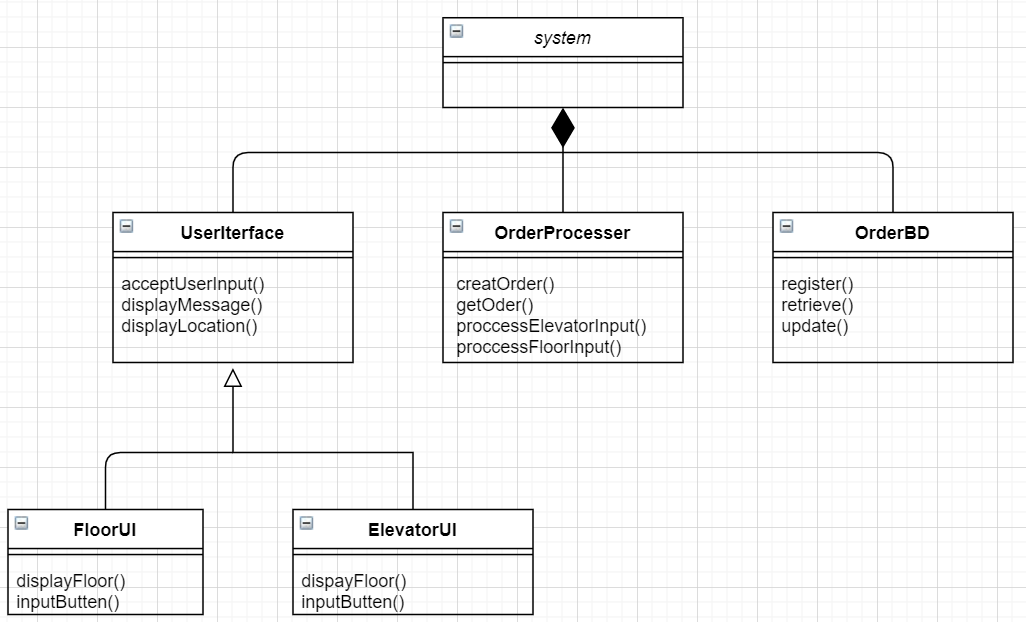 system
UserIterface
acceptUserInput()
displayMessage()
displayLocation()
OrderProcesser
creatOrder()
getOder()
proccessElevatorInput()
proccessFloorInput()
OrderBD
register()
retrieve()
update()
FloorUI
displayFloor()
inputButten()
ElevatorUI
dispayFloor()
inputButten()